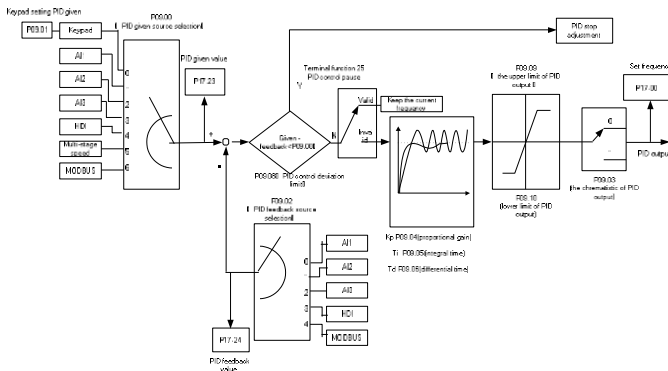 Keypad setting PID given
P09.01
Keypad
AI1
AI2
AI3
HDI
Multi-stage
speed
MODBUS
P09.00
[ PID given source selection]
0
-
2
3
4
5
6
PID given value
P17.23
+
-
Given -
feedback <P09.08
Y
N
P09.08( PID control deviation
limit)
Terminal function 25
PID control pause
Valid
Inva
lid
Keep the current
frequency
PID stop
adjustment
Kp P09.04(proportional gain)
Ti P09.05(integral time)
Td P09.06(differential time)
P09.09
( the upper limit of PID
output )
P09.10
(lower limit of PID
output)
0
-
P09.03
(the chrematistic of PID
output)
Set frequency
P17-00
PID output
P09.02
[ PID feedback source
selection]
0
-
2
3
4
AI1
AI2
AI3
HDI
MODBUS
P17-24
PID feedback
value